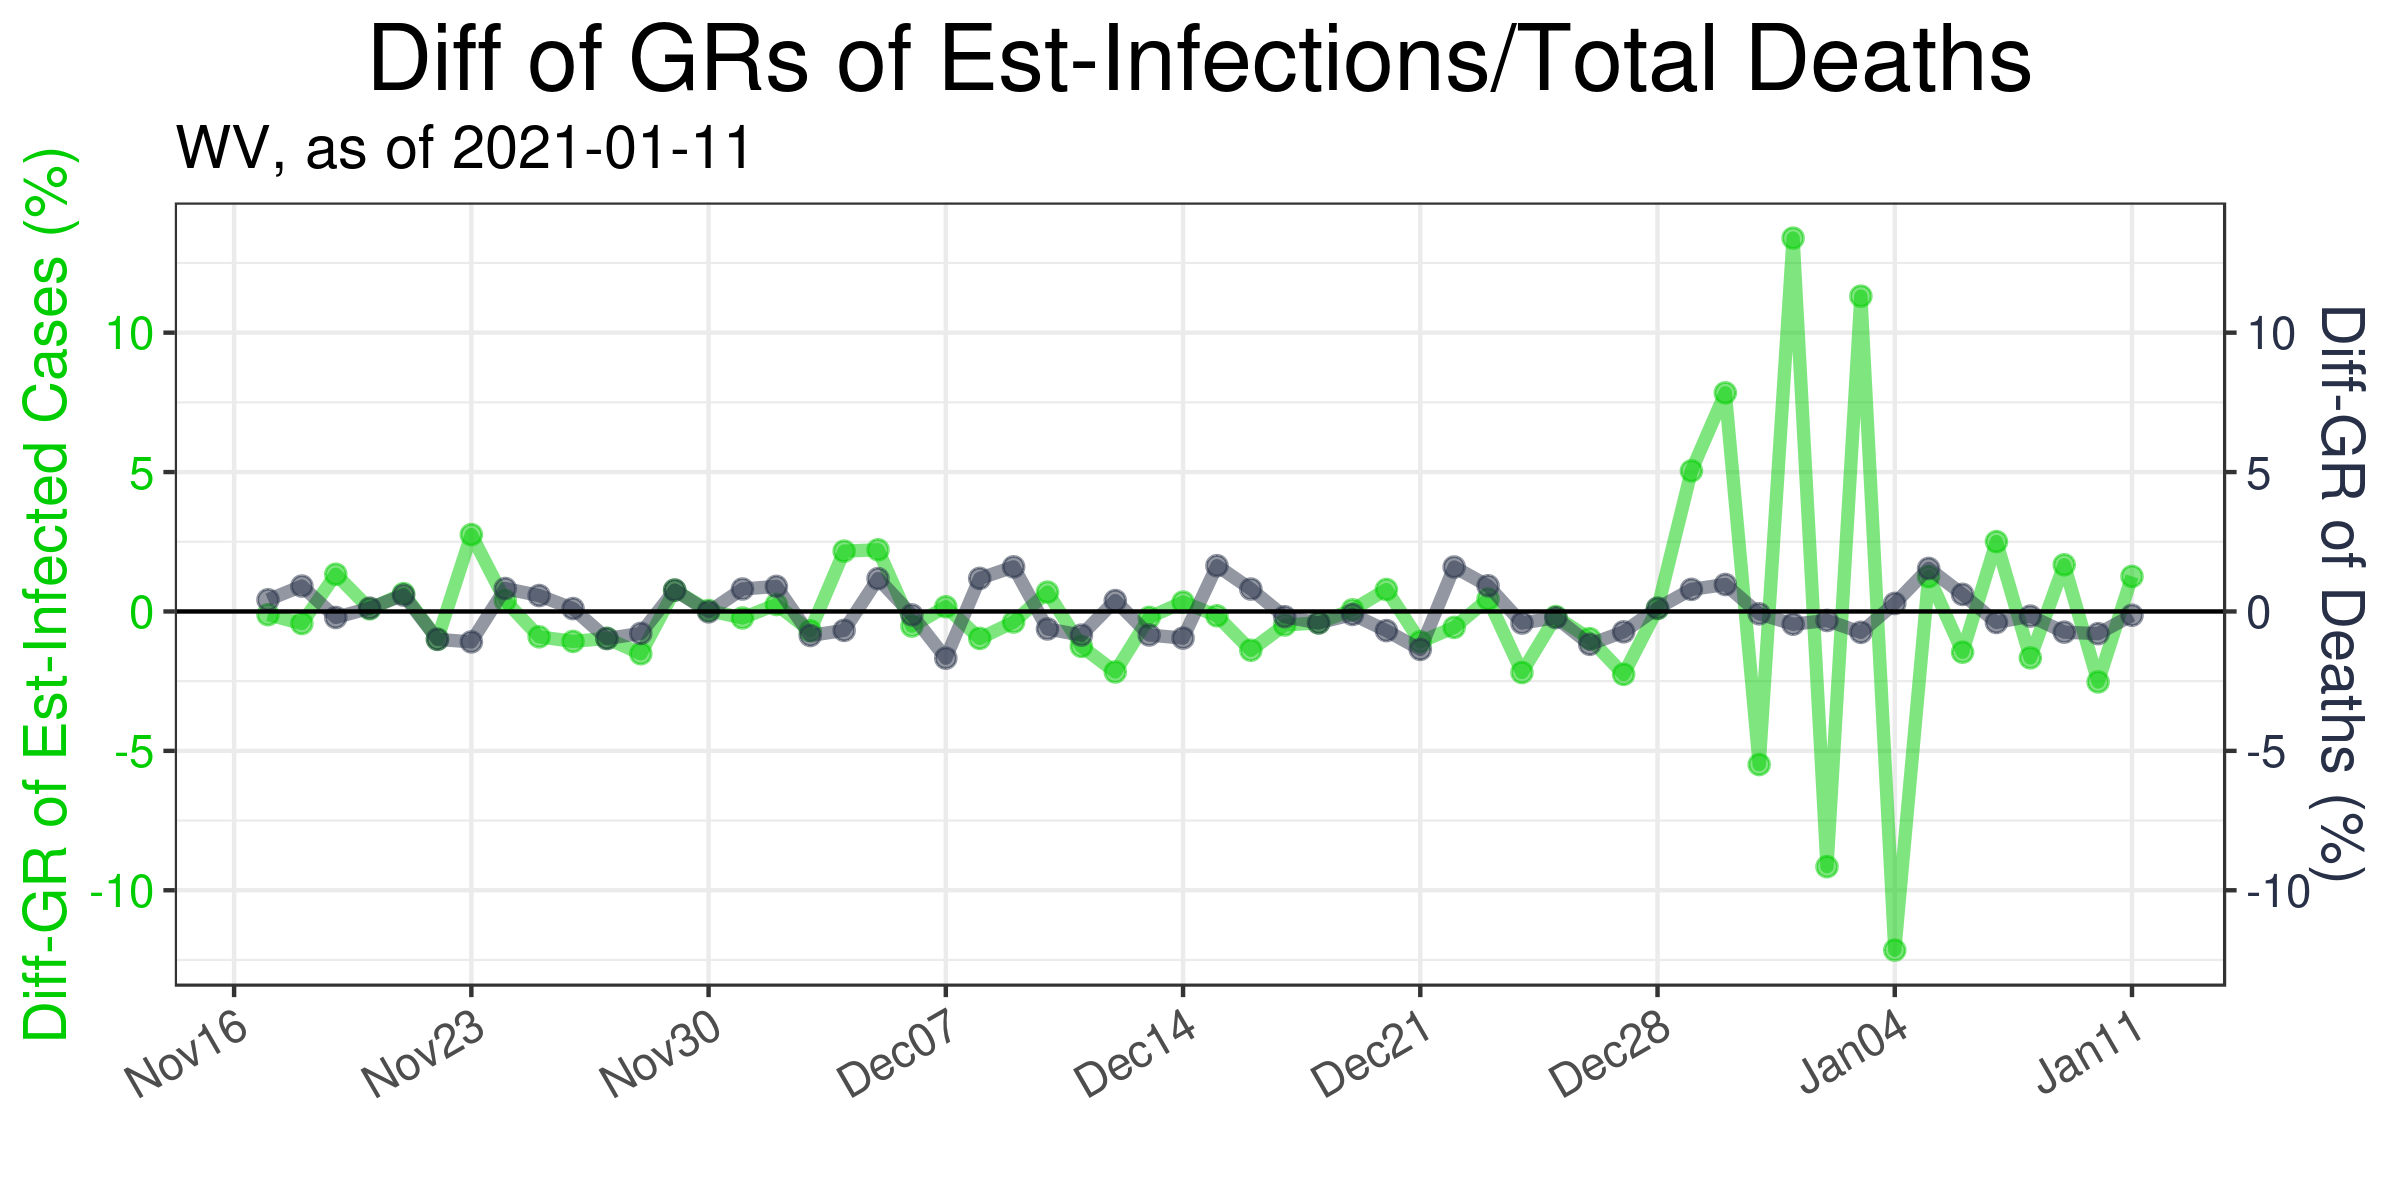 Diff of GRs of Est-Infections/Total Deaths
WV, as of 2021-01-11
Diff-GR of Est-Infected Cases (%)
10
5
0
-5
-10
10
5
0
-5
-10
Diff-GR of Deaths (%)
Nov16
Nov23
Nov30
Dec07
Dec14
Dec21
Dec28
Jan04
Jan11